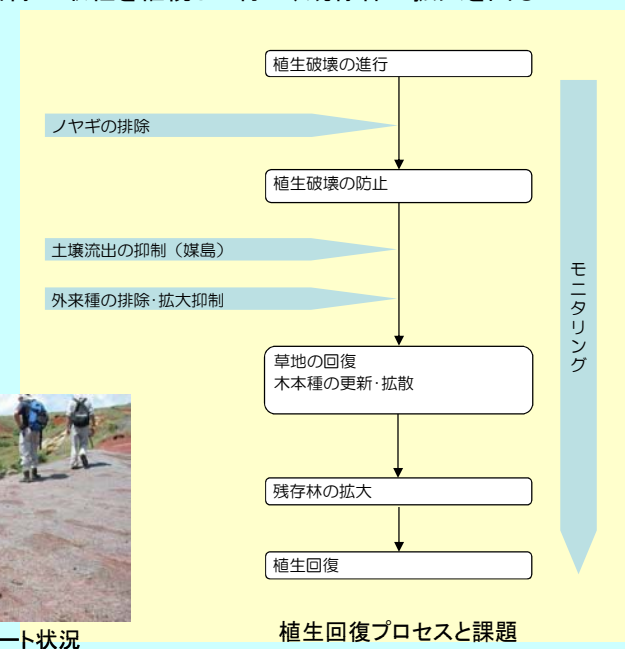 植生破壊の進行
ノヤギの排除
植生破壊の防止
土壌流出の抑制（媒島）
外来種の排除･拡大抑制
モニタリング
草地の回復
木本種の更新･拡散
残存林の拡大
植生回復
ート状況
植生回復プロセスと課題